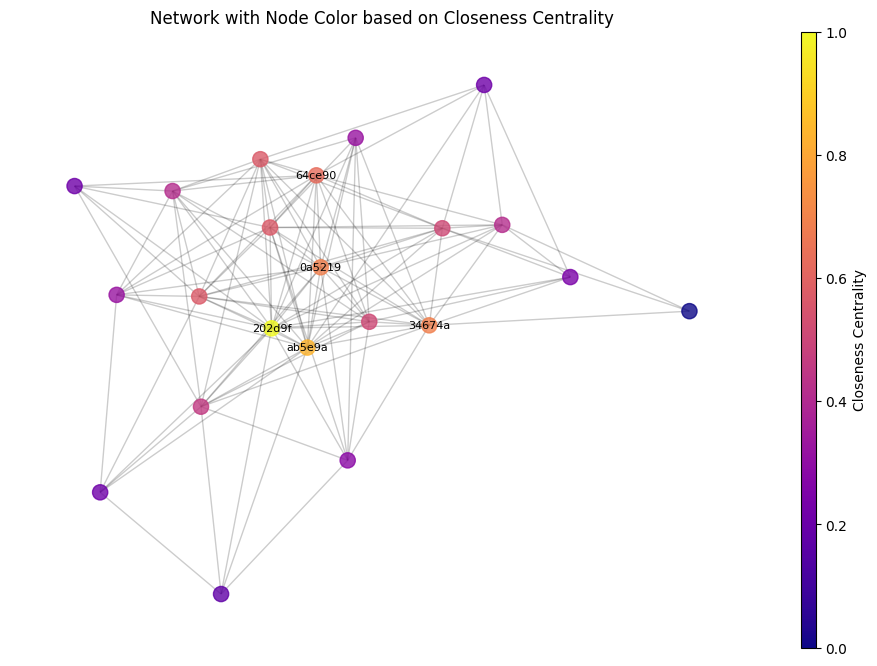 Network with Node Color based on Closeness Centrality
64ce90
0a5219
202d9f
34674a
ab5e9a
1.0
0.8
0.6
0.4
0.2
0.0
Closeness Centrality